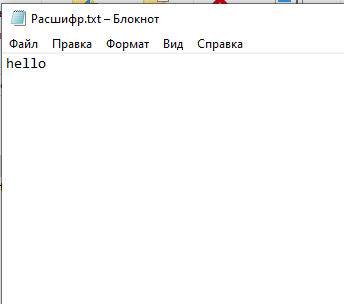 Расшифр.txt – Блокнот
Файл Правка Формат Вид Справка
hello